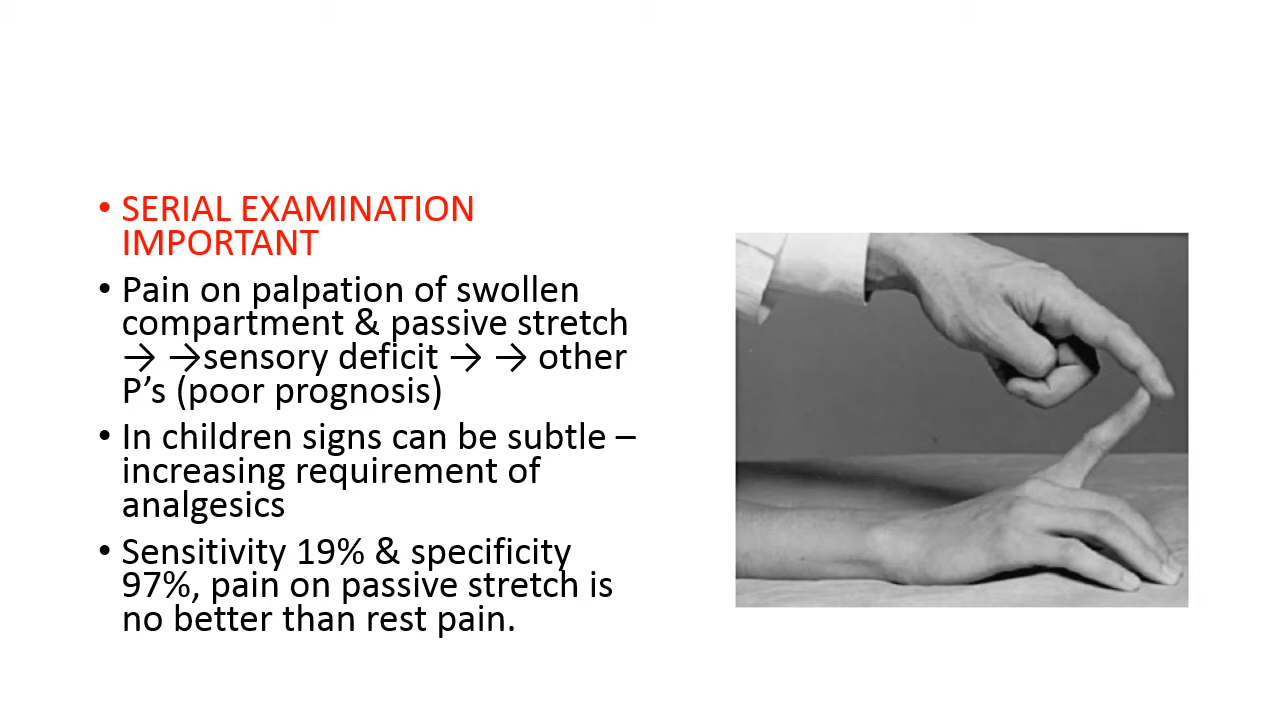 • SERIAL EXAMINATION
IMPORTANT
• Pain on palpation of swollen
compartment & passive stretch
→ →sensory deficit → → other
P’s (poor prognosis)
• In children signs can be subtle –
increasing requirement of
analgesics
• Sensitivity 19% & specificity
97%, pain on passive stretch is
no better than rest pain.